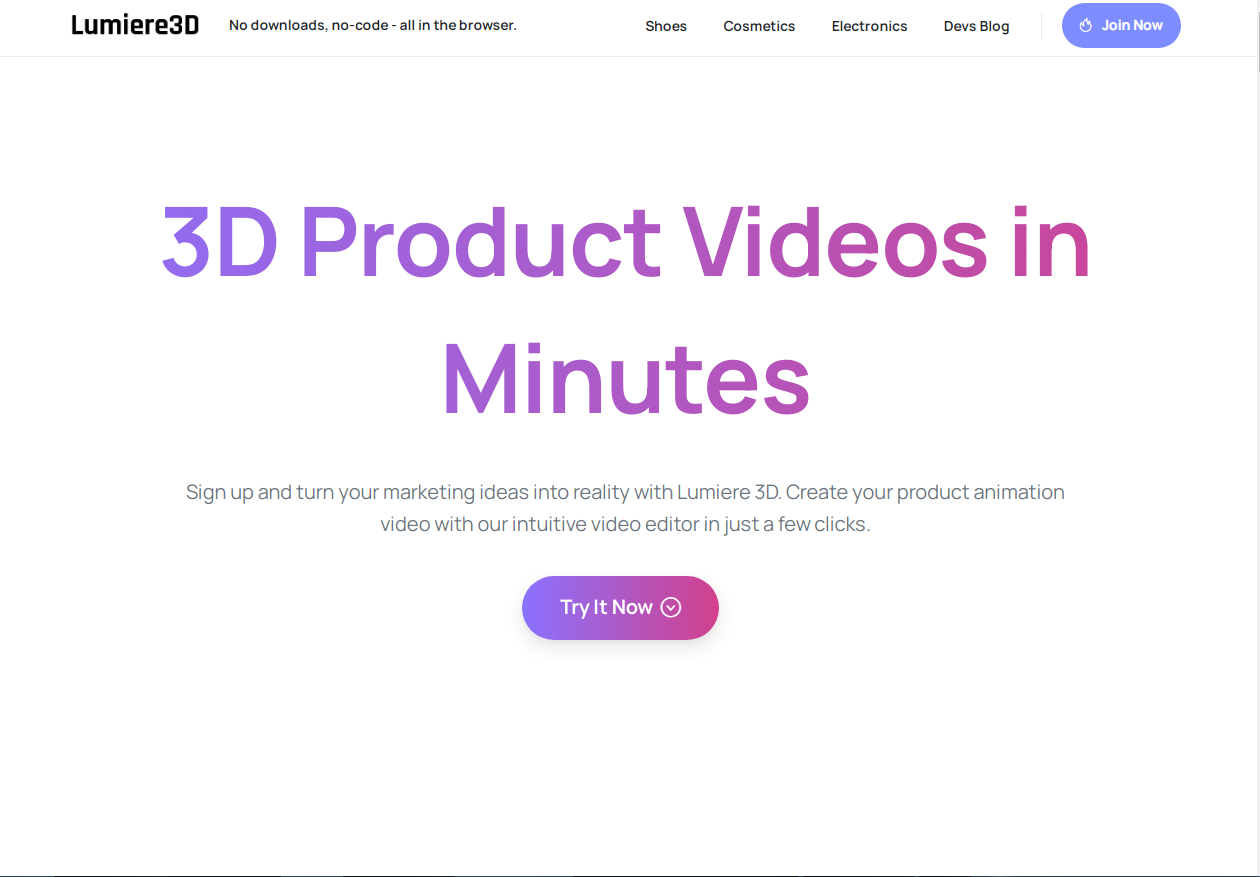 Lumiere3D
No downloads, no-code - all in the browser.
Shoes
Cosmetics
Electronics
Devs Blog
Join Now
3D Product Videos in
Minutes
Sign up and turn your marketing ideas into reality with Lumiere 3D. Create your product animation
video with our intuitive video editor in just a few clicks.
Try It Now